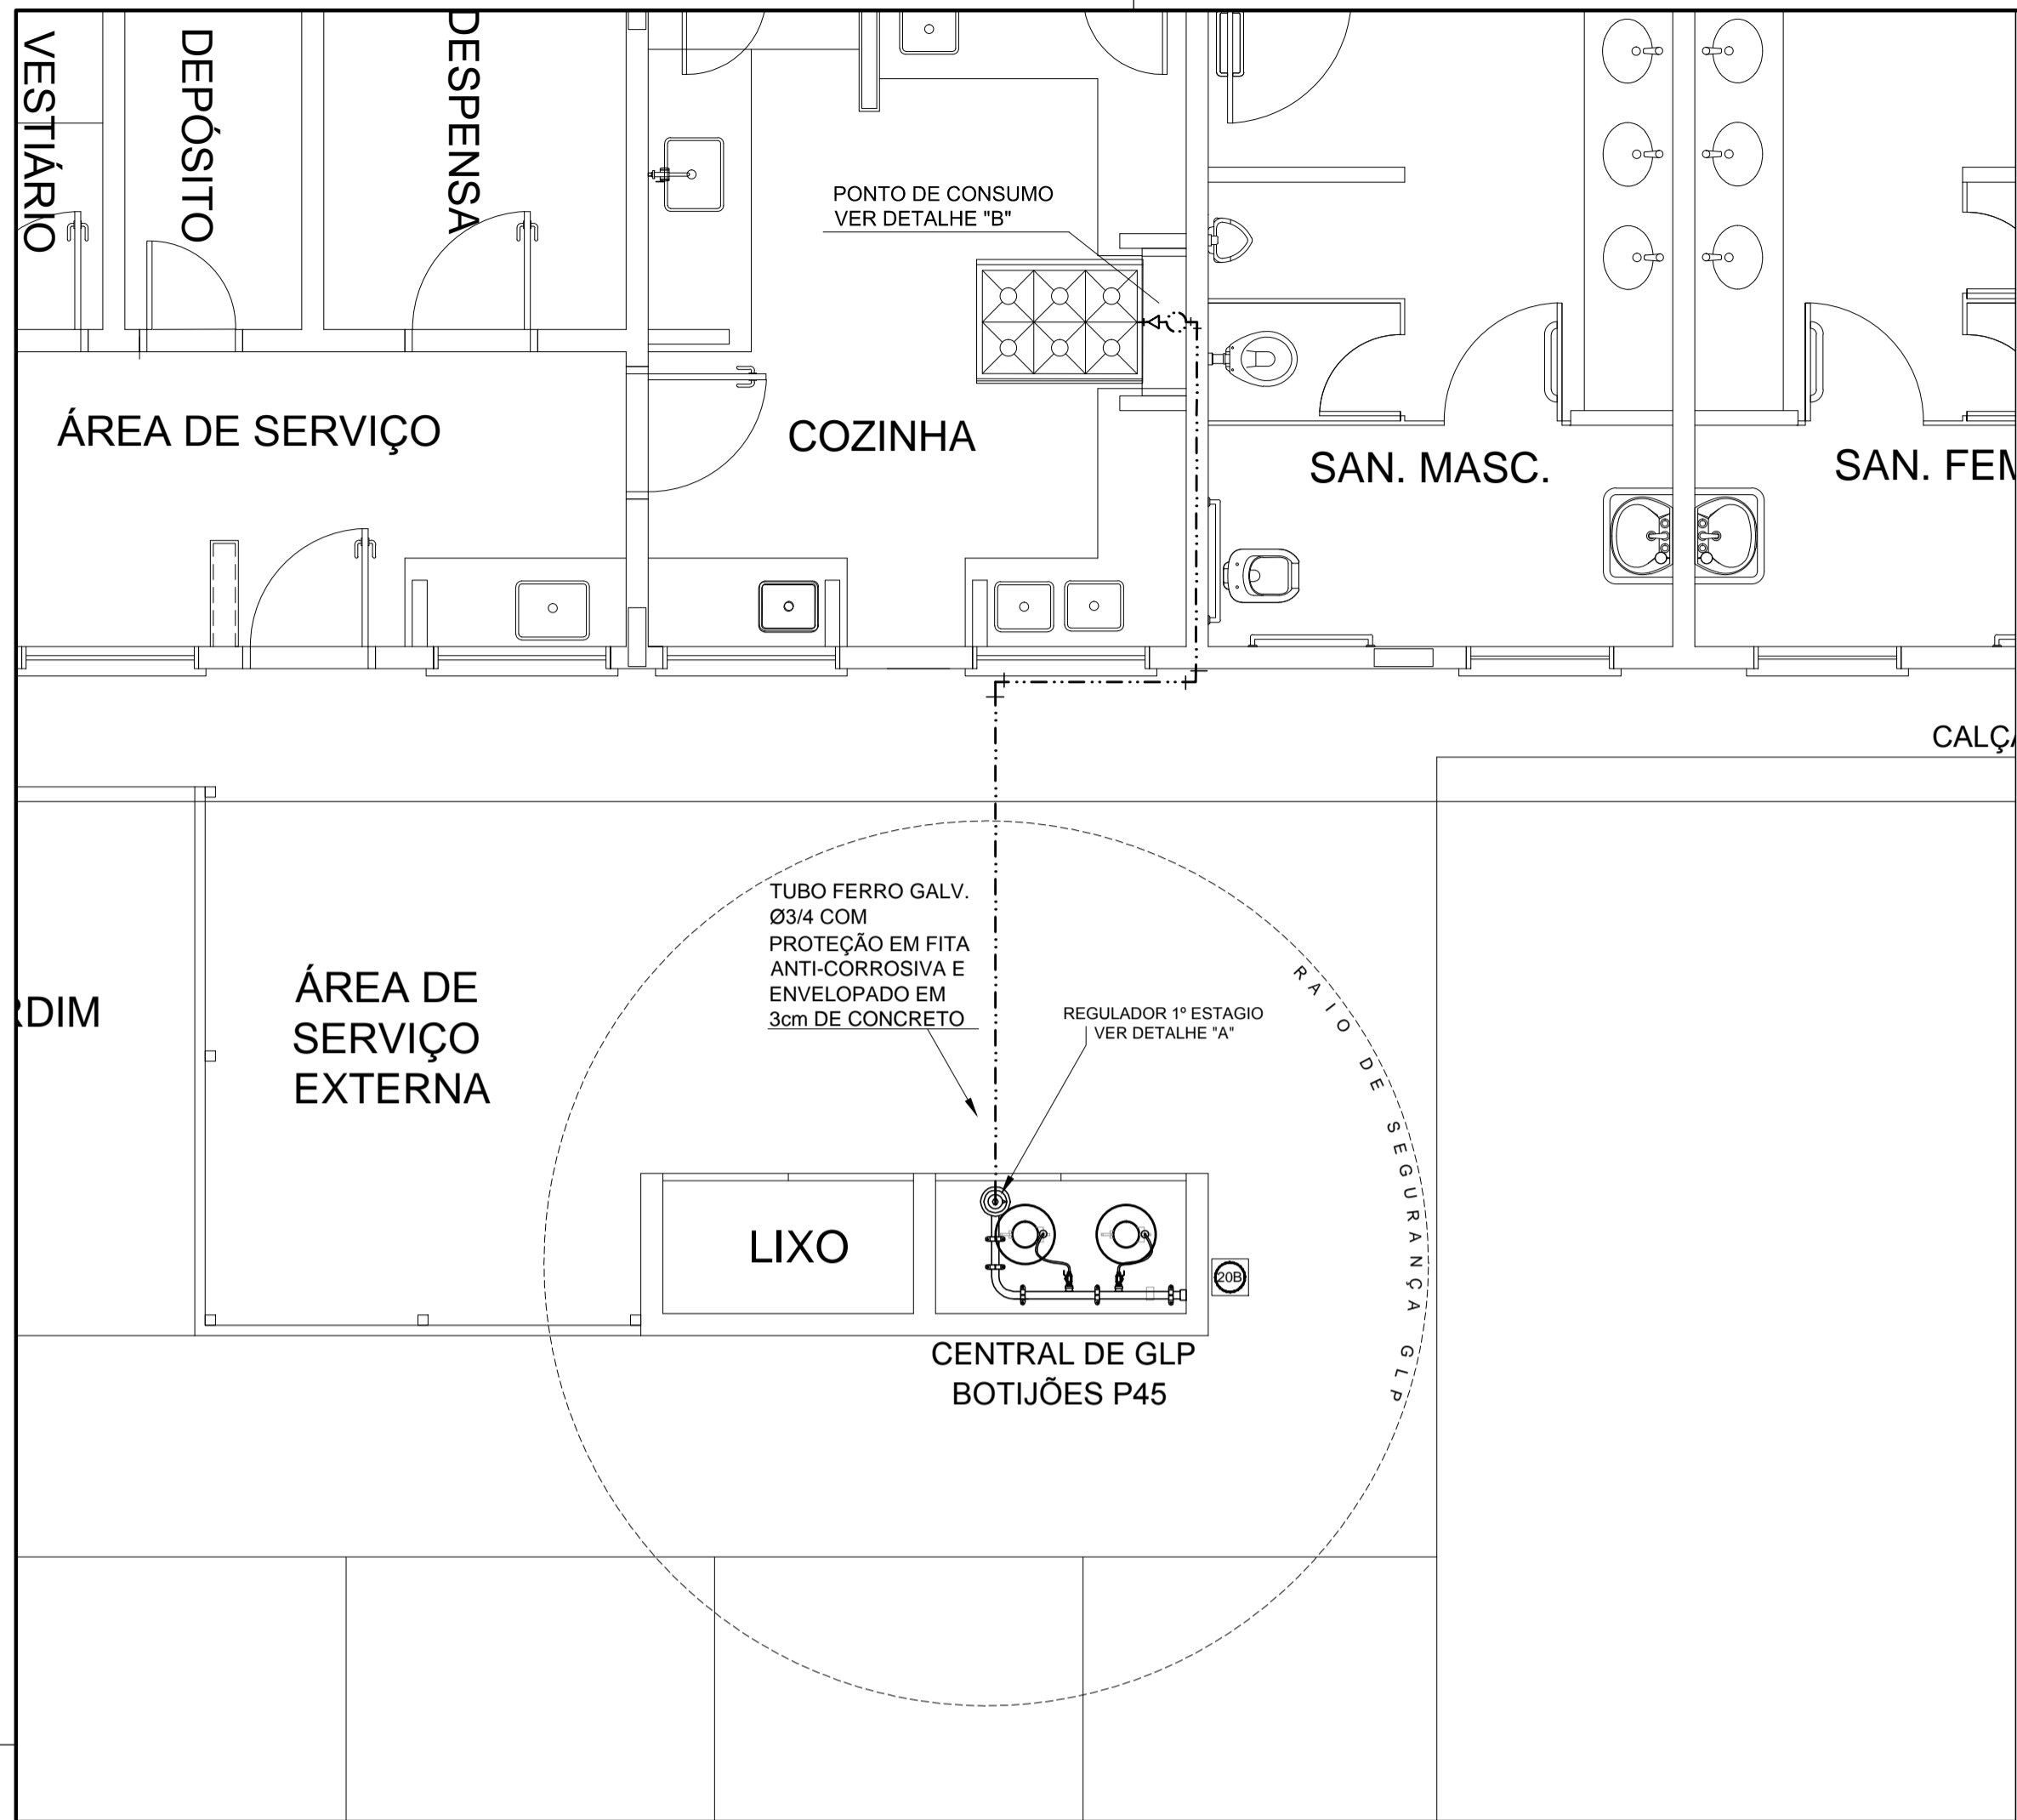 VESTIÁRIO
DEPÓSITO
DESPENSA
PONTO DE CONSUMO
VER DETALHE "B"
ÁREA DE SERVIÇO
COZINHA
SAN. MASC.
SAN. FEM
CALÇA
TUBO FERRO GALV.
Ø3/4 COM
PROTEÇÃO EM FITA
ANTI-CORROSIVA E
ENVELOPADO EM
3cm DE CONCRETO
REGULADOR 1º ESTAGIO
VER DETALHE "A"
RAIO DE SEGURANÇA GLP
RDIM
ÁREA DE
SERVIÇO
EXTERNA
LIXO
20B
CENTRAL DE GLP
BOTIJÕES P45